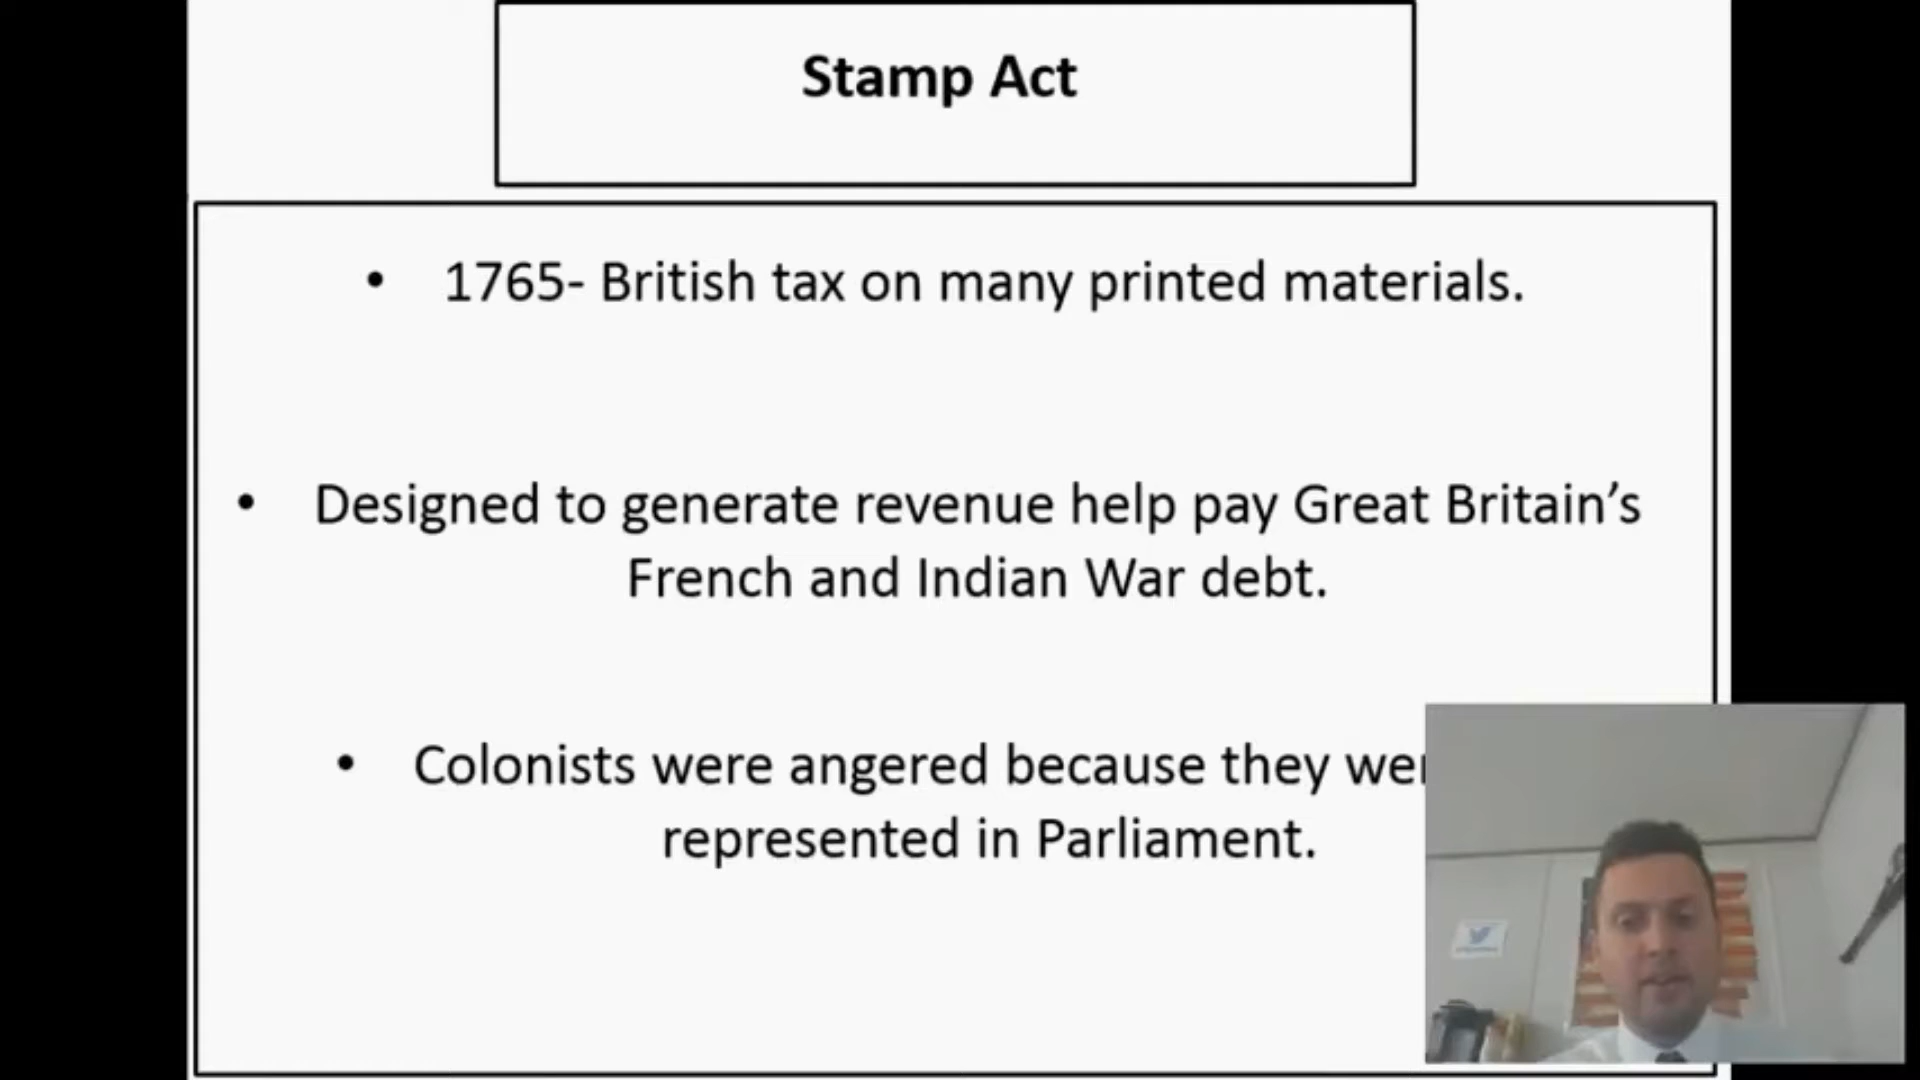 Stamp Act
• 1765- British tax on many printed materials.
• Designed to generate revenue help pay Great Britain’s
French and Indian War debt.
• Colonists were angered because they
represented in Parliament.